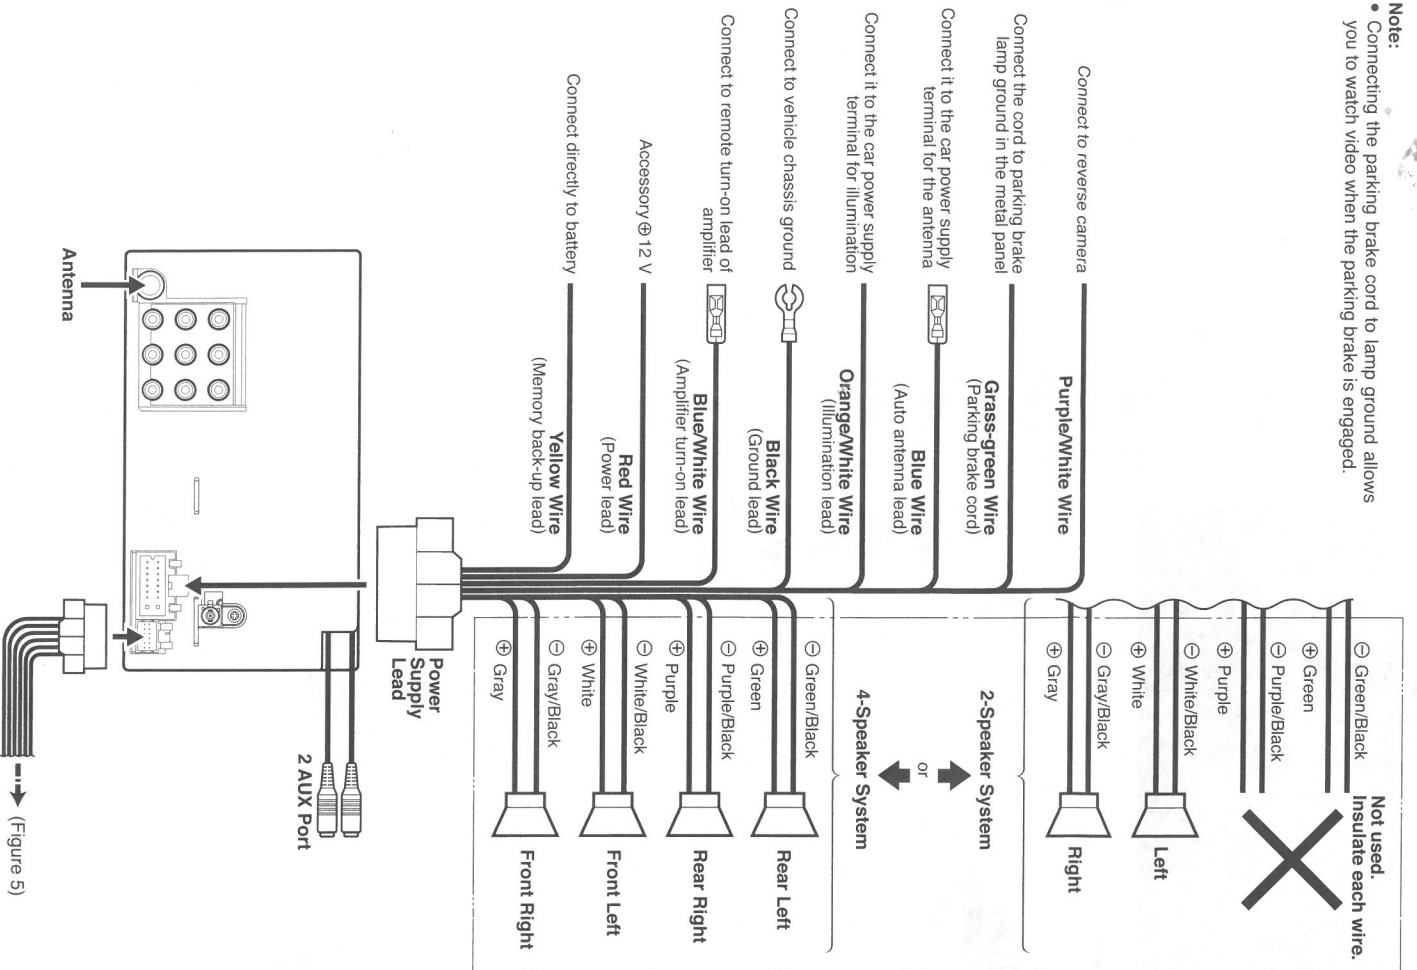 Note:
• Connecting the parking brake cord to lamp ground allows
you to watch video when the parking brake is engaged.
Connect to reverse camera
Purple/White Wire
Connect the cord to parking brake
lamp ground in the metal panel
Grass-green Wire
(Parking brake cord)
Connect it to the car power supply
terminal for the antenna
Blue Wire
(Auto antenna lead)
Connect it to the car power supply
terminal for illumination
Orange/White Wire
(Illumination lead)
Connect to vehicle chassis ground
Black Wire
(Ground lead)
Connect to remote turn-on lead of
amplifier
Blue/White Wire
(Amplifier turn-on lead)
Accessory ⊕ 12 V
Red Wire
(Power lead)
Connect directly to battery
Yellow Wire
(Memory back-up lead)
Not used.
Insulate each wire.
⊖ Green/Black
⊕ Green
⊖ Purple/Black
⊕ Purple
⊖ White/Black
⊕ White
Left
⊖ Gray/Black
⊕ Gray
Right
2-Speaker System
or
4-Speaker System
⊖ Green/Black
⊕ Green
Rear Left
⊖ Purple/Black
⊕ Purple
Rear Right
⊖ White/Black
⊕ White
Front Left
⊖ Gray/Black
⊕ Gray
Front Right
Power
Supply
Lead
2 AUX Port
Antenna
(Figure 5)